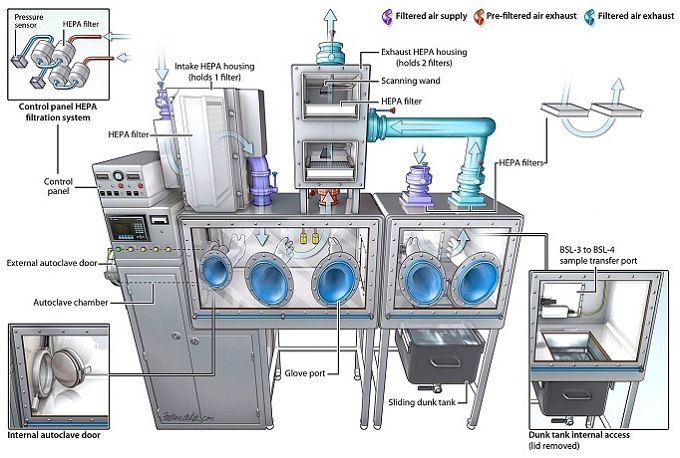 Pressure
sensor
HEPA filter
Control panel HEPA
filtration system
Filtered air supply
Pre-filtered air exhaust
Filtered air exhaust
Intake HEPA housing
(holds 1 filter)
Exhaust HEPA housing
(holds 2 filters)
Scanning wand
HEPA filter
HEPA filter
HEPA filters
Control
panel
BSL-3 to BSL-4
sample transfer port
External autoclave door
Autoclave chamber
Glove port
Sliding dunk tank
Internal autoclave door
Dunk tank internal access
(lid removed)